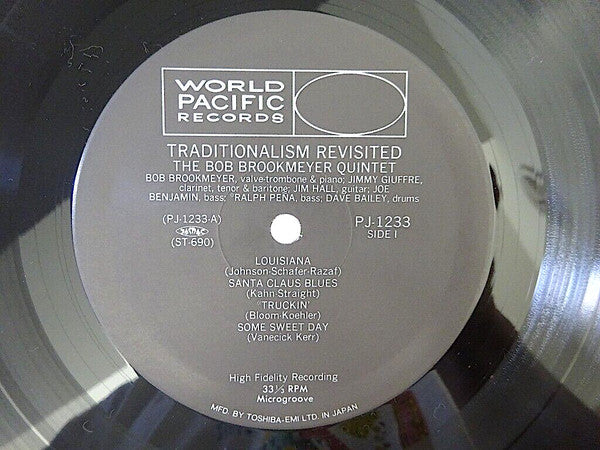 WORLD
PACIFIC
RECORDS
TRADITIONALISM REVISITED
THE BOB BROOKMEYER QUINTET
BOB BROOKMEYER, valve-trombone & piano; JIMMY GIUFFRE,
clarinet, tenor & baritone; JIM HALL, guitar; JOE
BENJAMIN, bass; °RALPH PEÑA, bass; DAVE BAILEY, drums
(PJ-1233-A)
(ST-690)
PJ-1233
SIDE I
LOUISIANA
(Johnson-Schafer-Razaf)
SANTA CLAUS BLUES
(Kahn-Straight)
°TRUCKIN'
(Bloom-Koehler)
SOME SWEET DAY
(Vanecick Kerr)
High Fidelity Recording
33⅓ RPM
Microgroove
MFD. BY TOSHIBA-EMI LTD. IN JAPAN